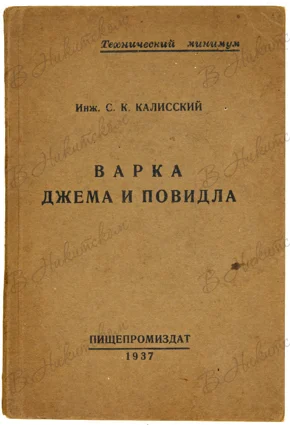 Технический минимум
Инж. С. К. КАЛИССКИЙ
ВАРКА
ДЖЕМА И ПОВИДЛА
ПИЩЕПРОМИЗДАТ
1937